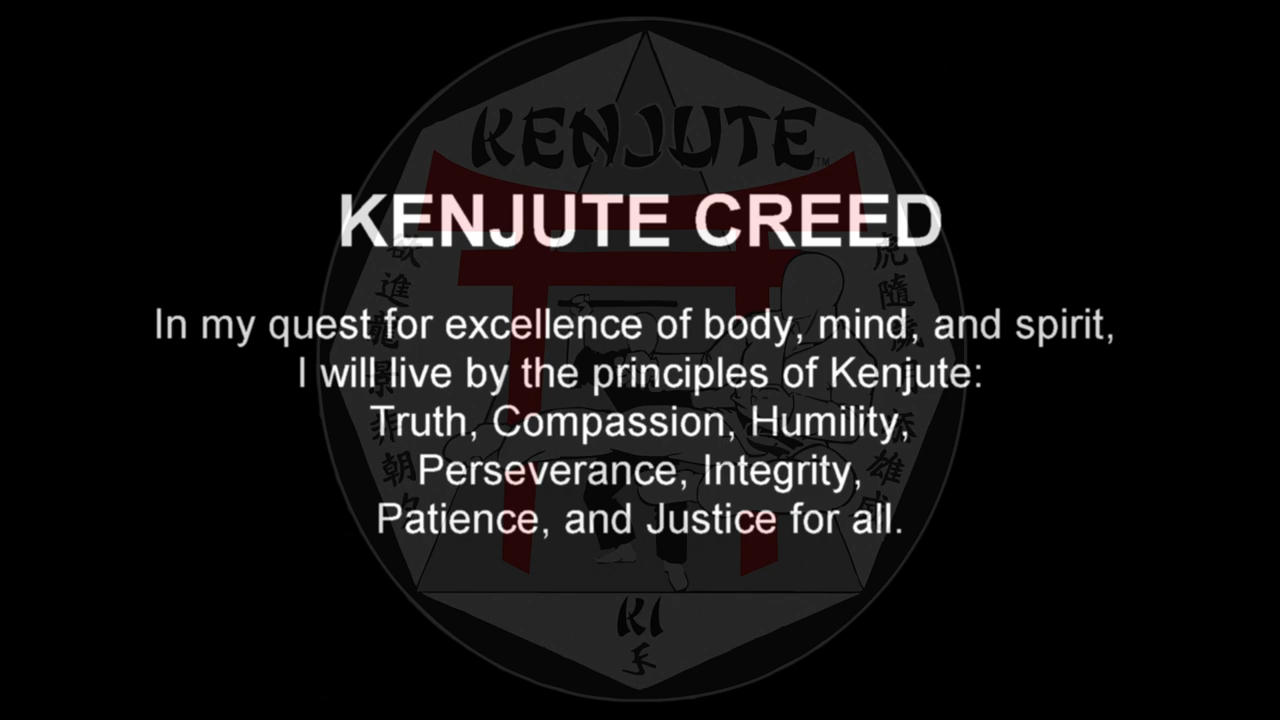 KENJUTE™
KENJUTE CREED
In my quest for excellence of body, mind, and spirit,
I will live by the principles of Kenjute:
Truth, Compassion, Humility,
Perseverance, Integrity,
Patience, and Justice for all.
KI